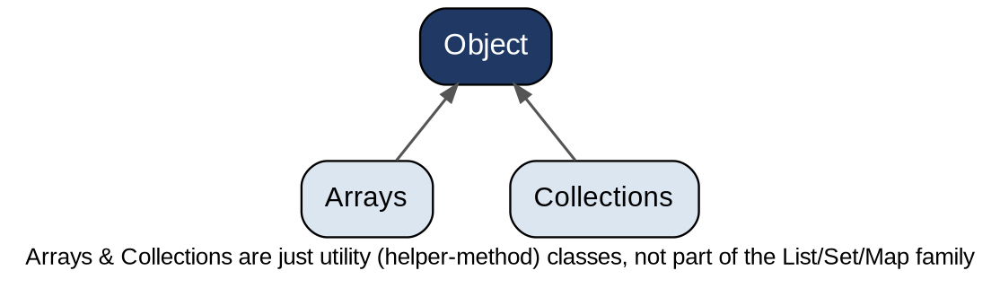 Object
Arrays
Collections
Arrays & Collections are just utility (helper-method) classes, not part of the List/Set/Map family